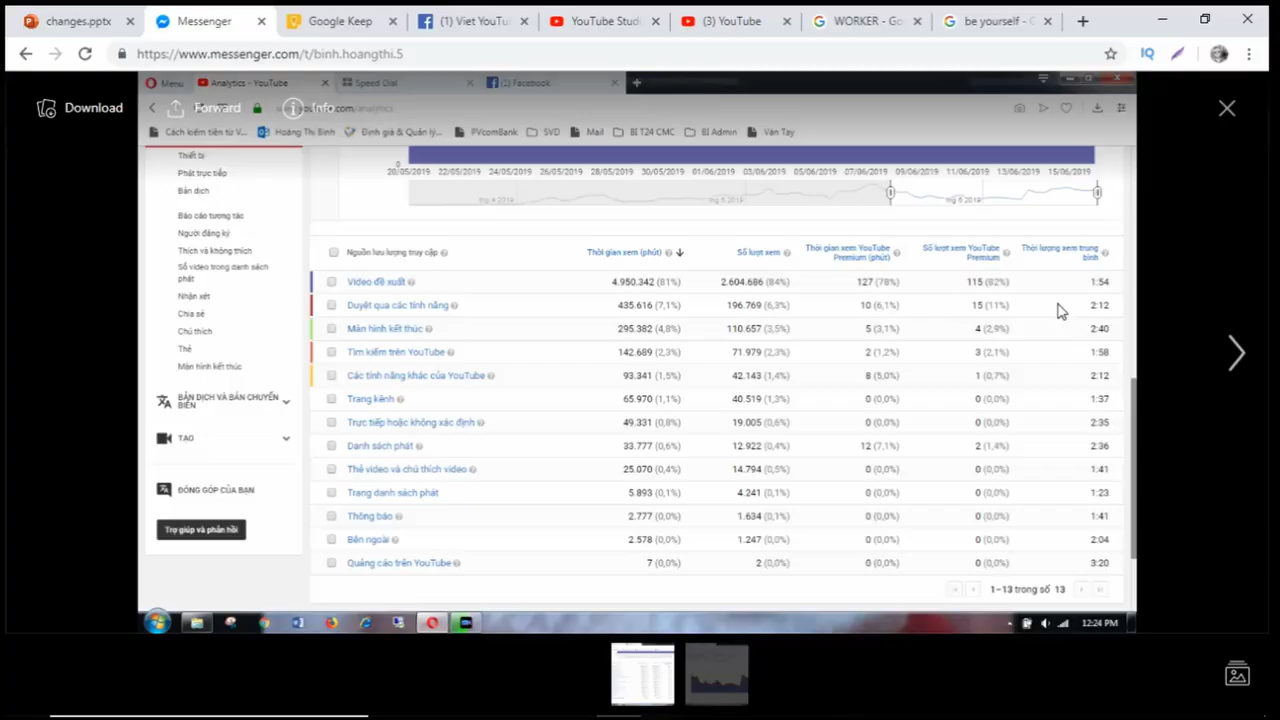 changes.pptx
Messenger
Google Keep
(1) Viet YouTu
YouTube Stud
(3) YouTube
WORKER - Go
be yourself - G
https://www.messenger.com/t/binh.hoangthi.5
IQ
Menu
Analytics - YouTube
Speed Dial
(1) Facebook
Download
Forward
Info
.com/analytics
Cách kiếm tiền từ V...
Hoàng Thị Bình
Định giá & Quản lý...
PVcomBank
SVD
Mail
BI T24 CMC
BI Admin
Vân Tay
Thiết bị
Phát trực tiếp
Bản dịch
Báo cáo tương tác
Người đăng ký
Thích và không thích
Số video trong danh sách
phát
Nhận xét
Chia sẻ
Chú thích
Thẻ
Màn hình kết thúc
BẢN DỊCH VÀ BẢN CHUYỂN
BIÊN
TẠO
ĐÓNG GÓP CỦA BẠN
Trợ giúp và phản hồi
0
20/05/2019 22/05/2019 24/05/2019 26/05/2019 28/05/2019 30/05/2019 01/06/2019 03/06/2019 05/06/2019 07/06/2019 09/06/2019 11/06/2019 13/06/2019 15/06/2019
thg 4 2019 thg 5 2019 thg 6 2019
Nguồn lưu lượng truy cập Thời gian xem (phút) Số lượt xem Thời gian xem YouTube Premium (phút) Số lượt xem YouTube Premium Thời lượng xem trung bình
Video đề xuất 4.950.342 (81%) 2.604.686 (84%) 127 (78%) 115 (82%) 1:54
Duyệt qua các tính năng 435.616 (7,1%) 196.769 (6,3%) 10 (6,1%) 15 (11%) 2:12
Màn hình kết thúc 295.382 (4,8%) 110.657 (3,5%) 5 (3,1%) 4 (2,9%) 2:40
Tìm kiếm trên YouTube 142.689 (2,3%) 71.979 (2,3%) 2 (1,2%) 3 (2,1%) 1:58
Các tính năng khác của YouTube 93.341 (1,5%) 42.143 (1,4%) 8 (5,0%) 1 (0,7%) 2:12
Trang kênh 65.970 (1,1%) 40.519 (1,3%) 0 (0,0%) 0 (0,0%) 1:37
Trực tiếp hoặc không xác định 49.331 (0,8%) 19.005 (0,6%) 0 (0,0%) 0 (0,0%) 2:35
Danh sách phát 33.777 (0,6%) 12.922 (0,4%) 12 (7,1%) 2 (1,4%) 2:36
Thẻ video và chú thích video 25.070 (0,4%) 14.794 (0,5%) 0 (0,0%) 0 (0,0%) 1:41
Trang danh sách phát 5.893 (0,1%) 4.241 (0,1%) 0 (0,0%) 0 (0,0%) 1:23
Thông báo 2.777 (0,0%) 1.634 (0,1%) 0 (0,0%) 0 (0,0%) 1:41
Bên ngoài 2.578 (0,0%) 1.247 (0,0%) 0 (0,0%) 0 (0,0%) 2:04
Quảng cáo trên YouTube 7 (0,0%) 2 (0,0%) 0 (0,0%) 0 (0,0%) 3:20
1–13 trong số 13
12:24 PM